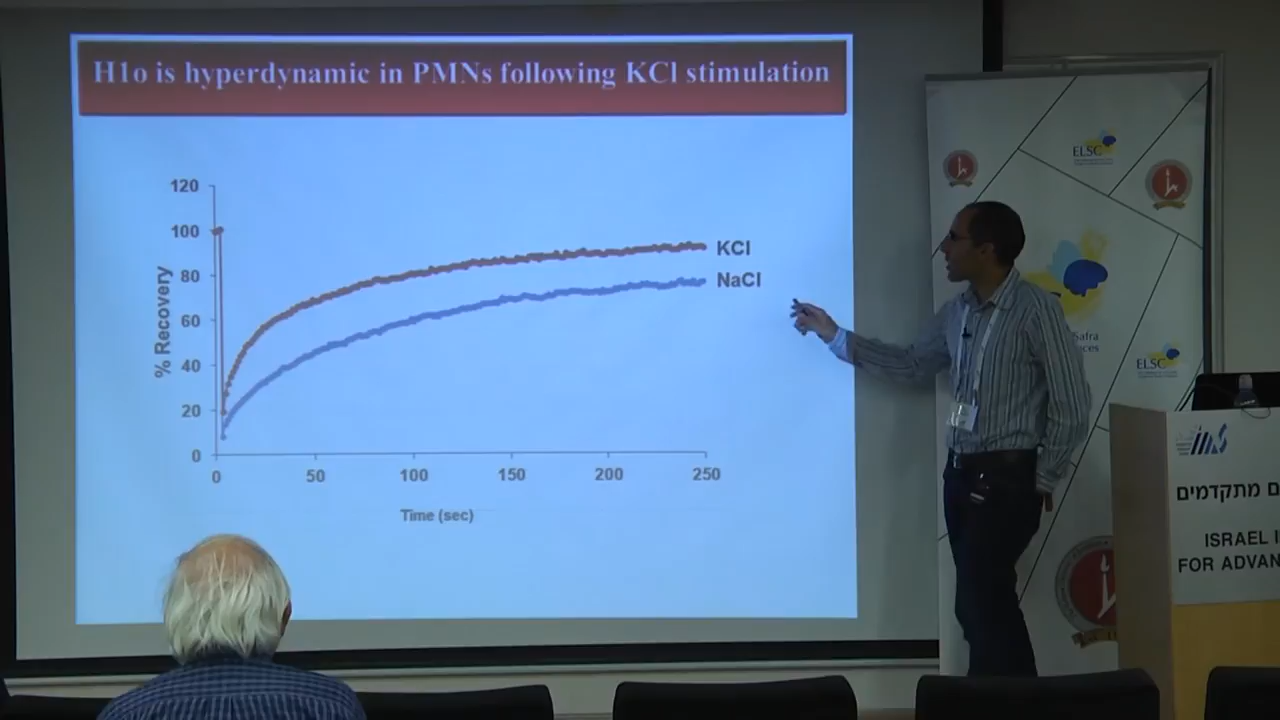 H1o is hyperdynamic in PMNs following KCl stimulation
120
100
80
60
40
20
0
% Recovery
KCl
NaCl
0
50
100
150
200
250
Time (sec)
ELSC
Safra
ELSC
ם מתקדמים
ISRAEL I
FOR ADVAN